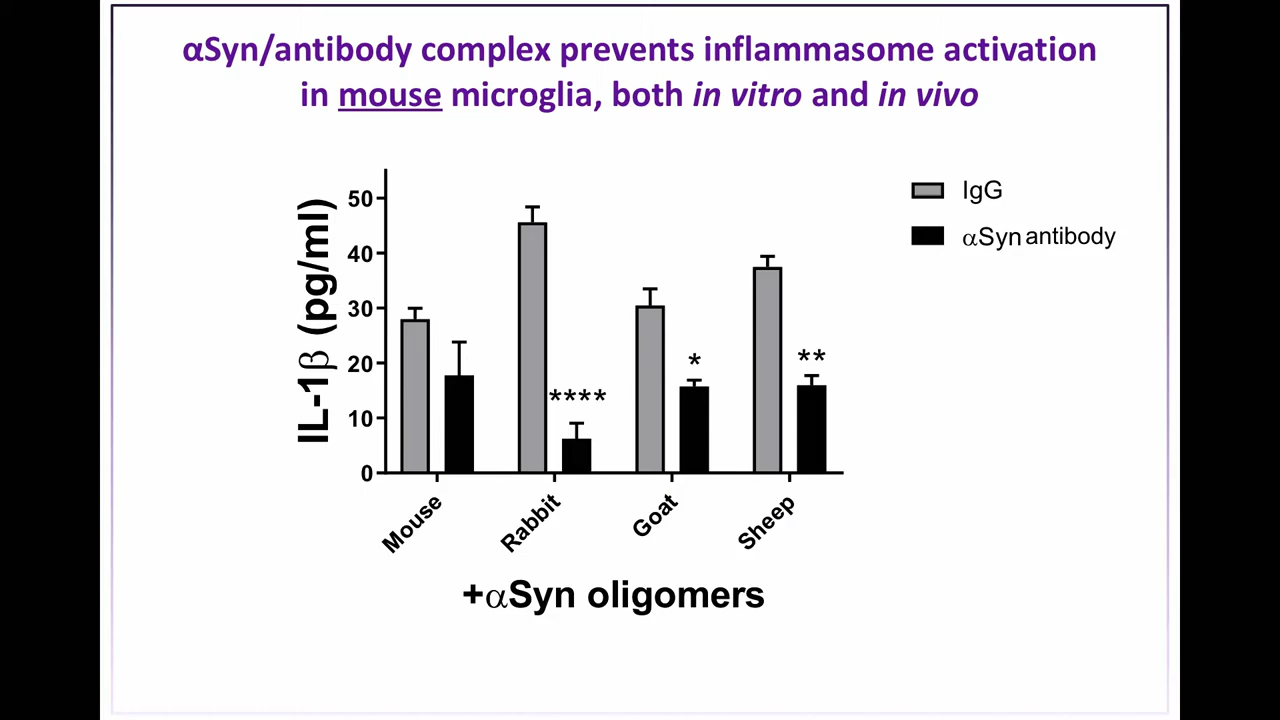 αSyn/antibody complex prevents inflammasome activation
in mouse microglia, both in vitro and in vivo
IgG
αSyn antibody
IL-1β (pg/ml)
50
40
30
20
10
0
****
*
**
Mouse
Rabbit
Goat
Sheep
+αSyn oligomers